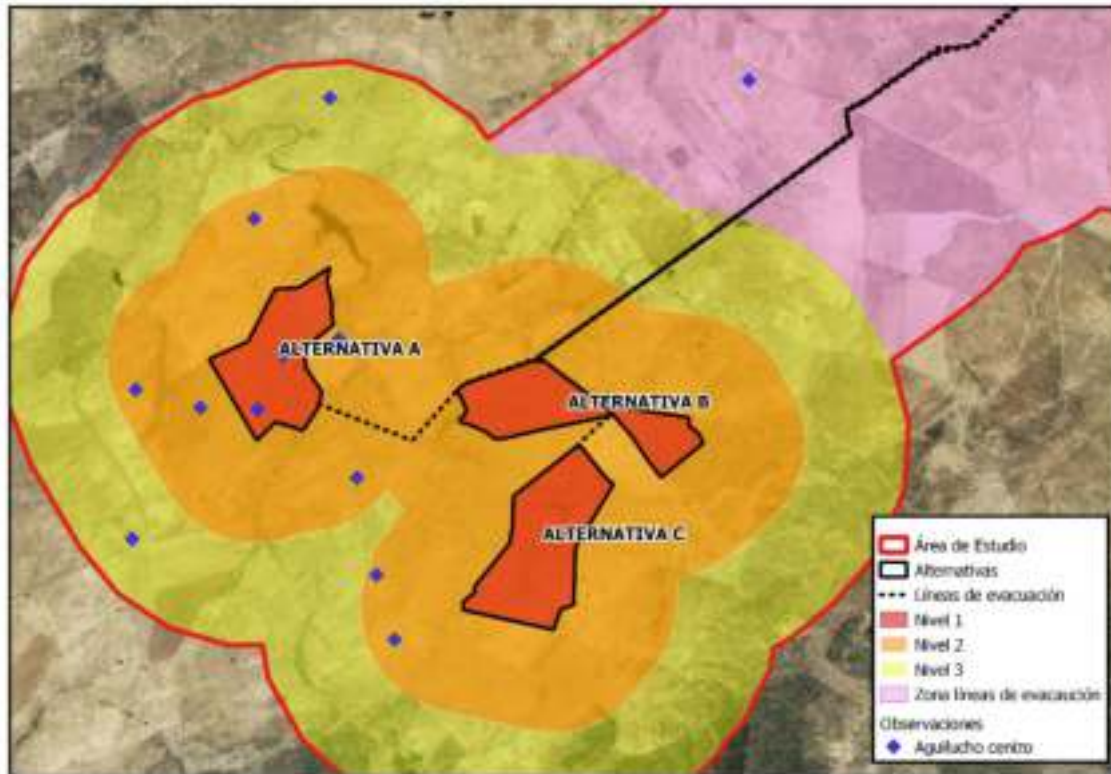 ALTERNATIVA A
ALTERNATIVA B
ALTERNATIVA C
Área de Estudio
Alternativas
Líneas de evacuación
Nivel 1
Nivel 2
Nivel 3
Zona líneas de evacaución
Observaciones
Aguilucho cenizo